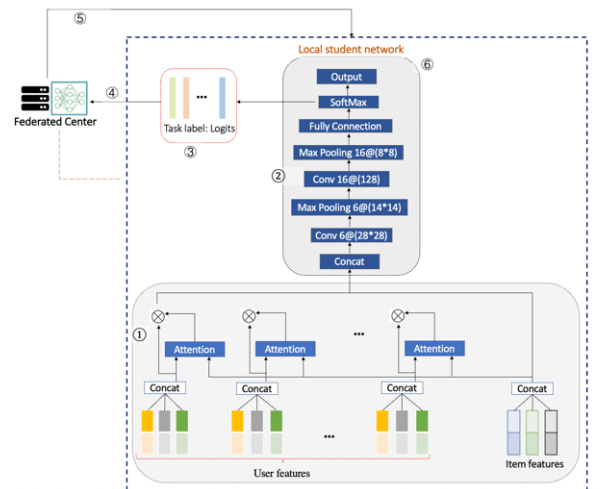 ⑤
Local student network
⑥
Output
SoftMax
④
Federated Center
Task label: Logits
③
Fully Connection
Max Pooling 16@(8*8)
②
Conv 16@(128)
Max Pooling 6@(14*14)
Conv 6@(28*28)
Concat
①
Attention
Attention
Attention
Concat
Concat
Concat
Concat
User features
Item features